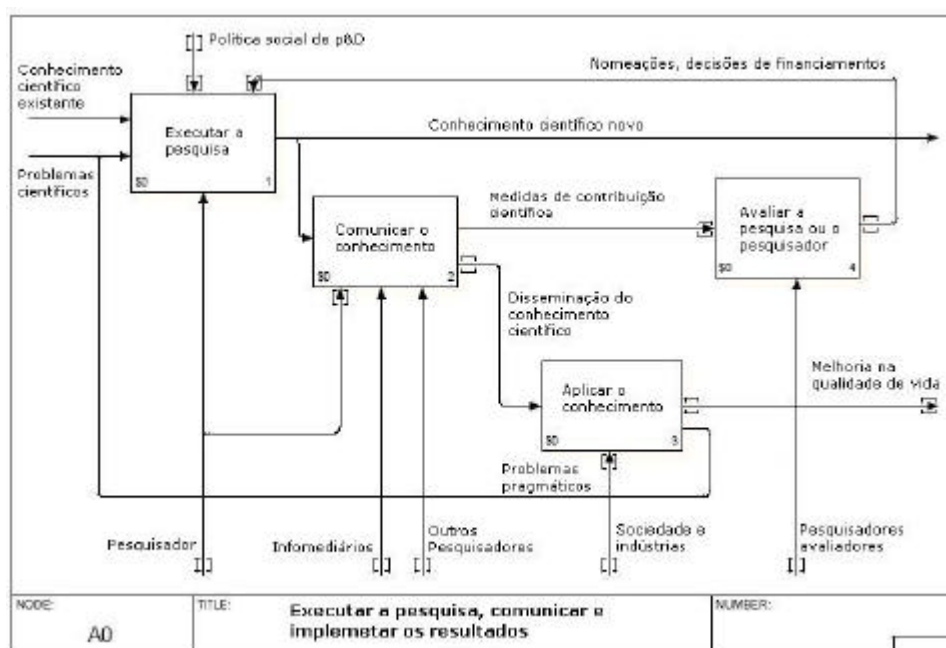 Política social de p&D
Conhecimento
científico
existente
Nomeações, decisões de financiamentos
Executar a
pesquisa
$0
1
Conhecimento científico novo
Problemas
científicos
Medidas de contribuição
científica
Avaliar a
pesquisa ou o
pesquisador
$0
4
Comunicar o
conhecimento
$0
2
Disseminação do
conhecimento
científico
Aplicar o
conhecimento
$0
3
Melhoria na
qualidade de vida
Problemas
pragmáticos
Pesquisador
Infomediários
Outros
Pesquisadores
Sociedade e
indústrias
Pesquisadores
avaliadores
NODE:
A0
TITLE:
Executar a pesquisa, comunicar e
implemetar os resultados
NUMBER: